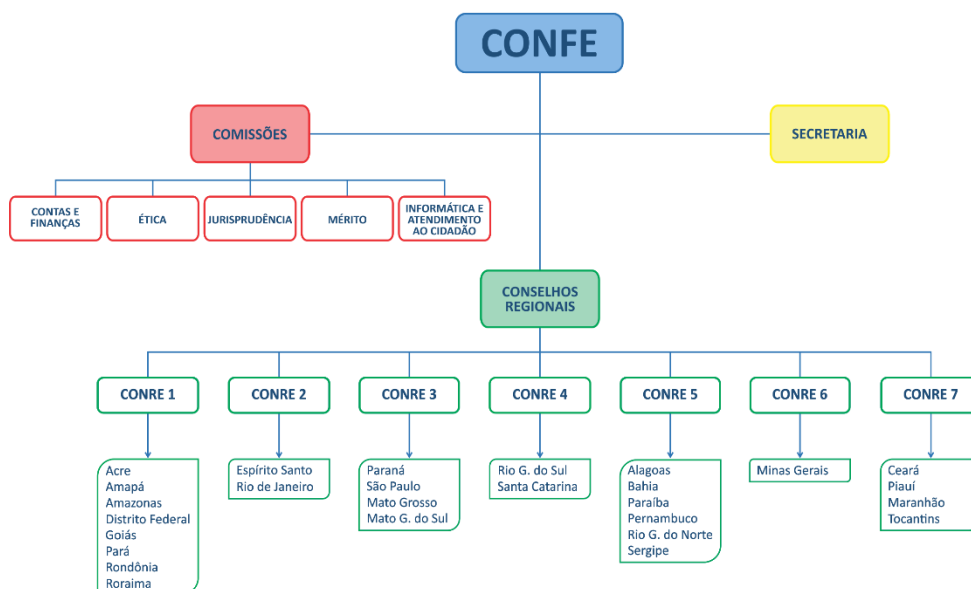 CONFE
COMISSÕES
SECRETARIA
CONTAS E
FINANÇAS
ÉTICA
JURISPRUDÊNCIA
MÉRITO
INFORMÁTICA E
ATENDIMENTO
AO CIDADÃO
CONSELHOS
REGIONAIS
CONRE 1
CONRE 2
CONRE 3
CONRE 4
CONRE 5
CONRE 6
CONRE 7
Acre
Amapá
Amazonas
Distrito Federal
Goiás
Pará
Rondônia
Roraima
Espírito Santo
Rio de Janeiro
Paraná
São Paulo
Mato Grosso
Mato G. do Sul
Rio G. do Sul
Santa Catarina
Alagoas
Bahia
Paraíba
Pernambuco
Rio G. do Norte
Sergipe
Minas Gerais
Ceará
Piauí
Maranhão
Tocantins